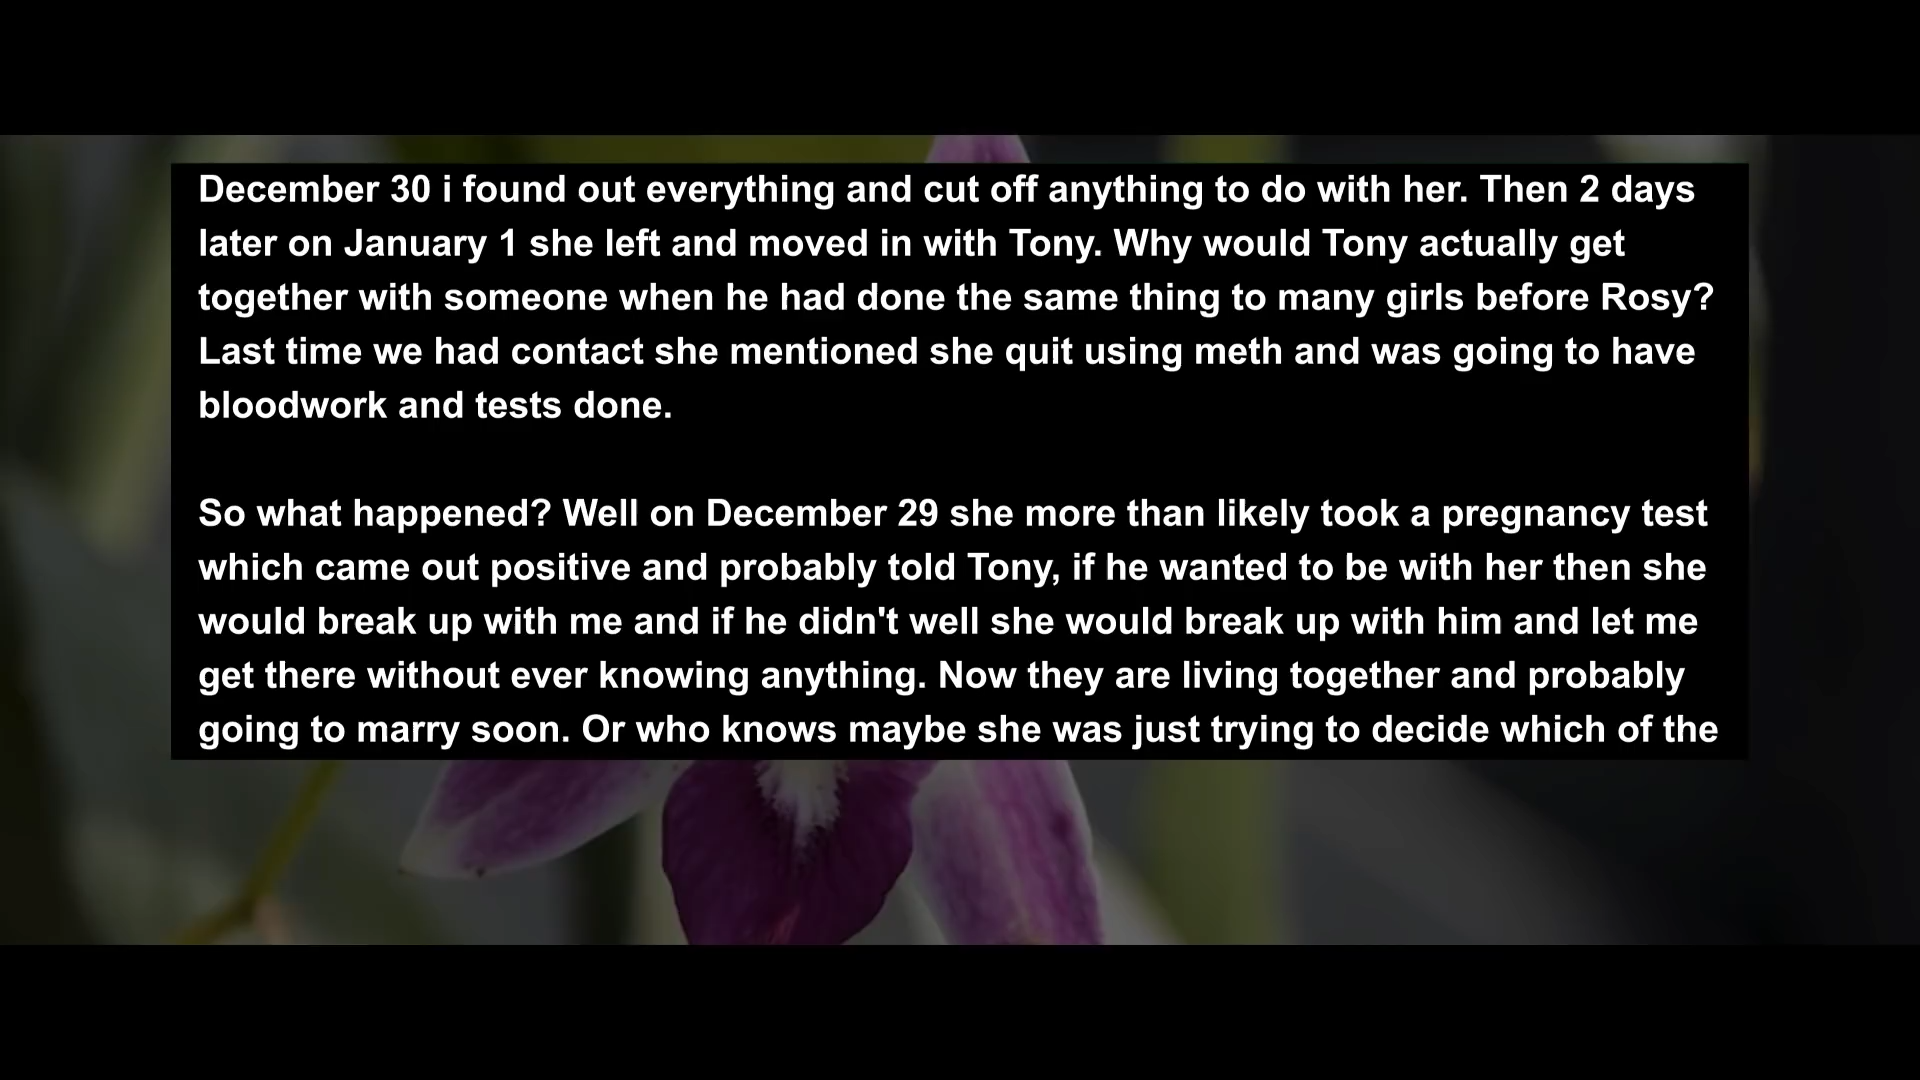 December 30 i found out everything and cut off anything to do with her. Then 2 days
later on January 1 she left and moved in with Tony. Why would Tony actually get
together with someone when he had done the same thing to many girls before Rosy?
Last time we had contact she mentioned she quit using meth and was going to have
bloodwork and tests done.
So what happened? Well on December 29 she more than likely took a pregnancy test
which came out positive and probably told Tony, if he wanted to be with her then she
would break up with me and if he didn't well she would break up with him and let me
get there without ever knowing anything. Now they are living together and probably
going to marry soon. Or who knows maybe she was just trying to decide which of the